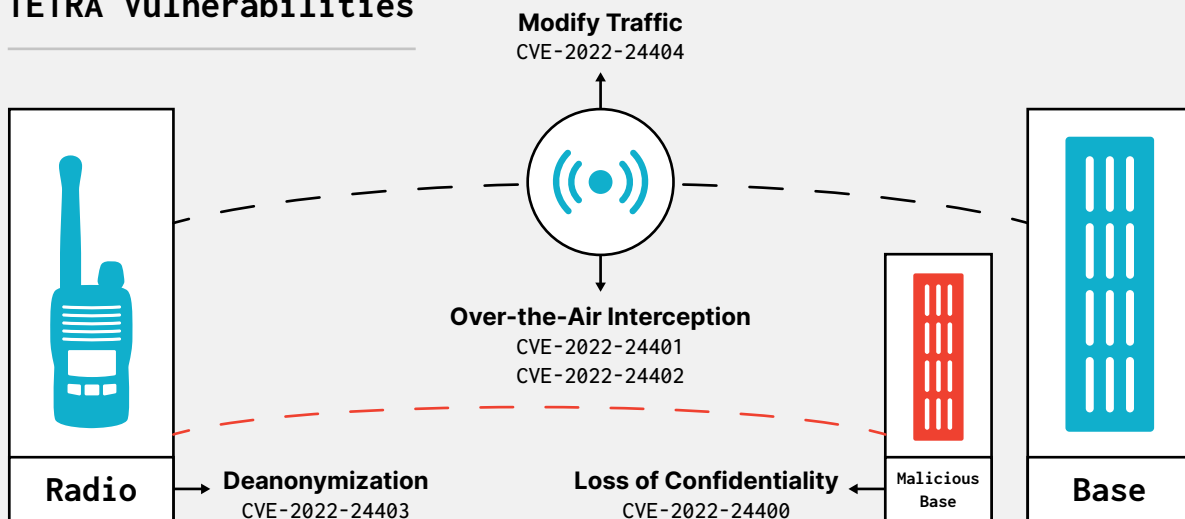 TETRA Vulnerabilities
Modify Traffic
CVE-2022-24404
Over-the-Air Interception
CVE-2022-24401
CVE-2022-24402
Radio
Deanonymization
CVE-2022-24403
Loss of Confidentiality
CVE-2022-24400
Malicious
Base
Base